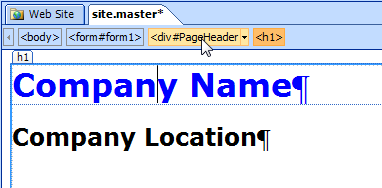 Web Site site.master*
<body> <form#form1> <div#PageHeader> <h1>
h1
Company Name¶
Company Location¶